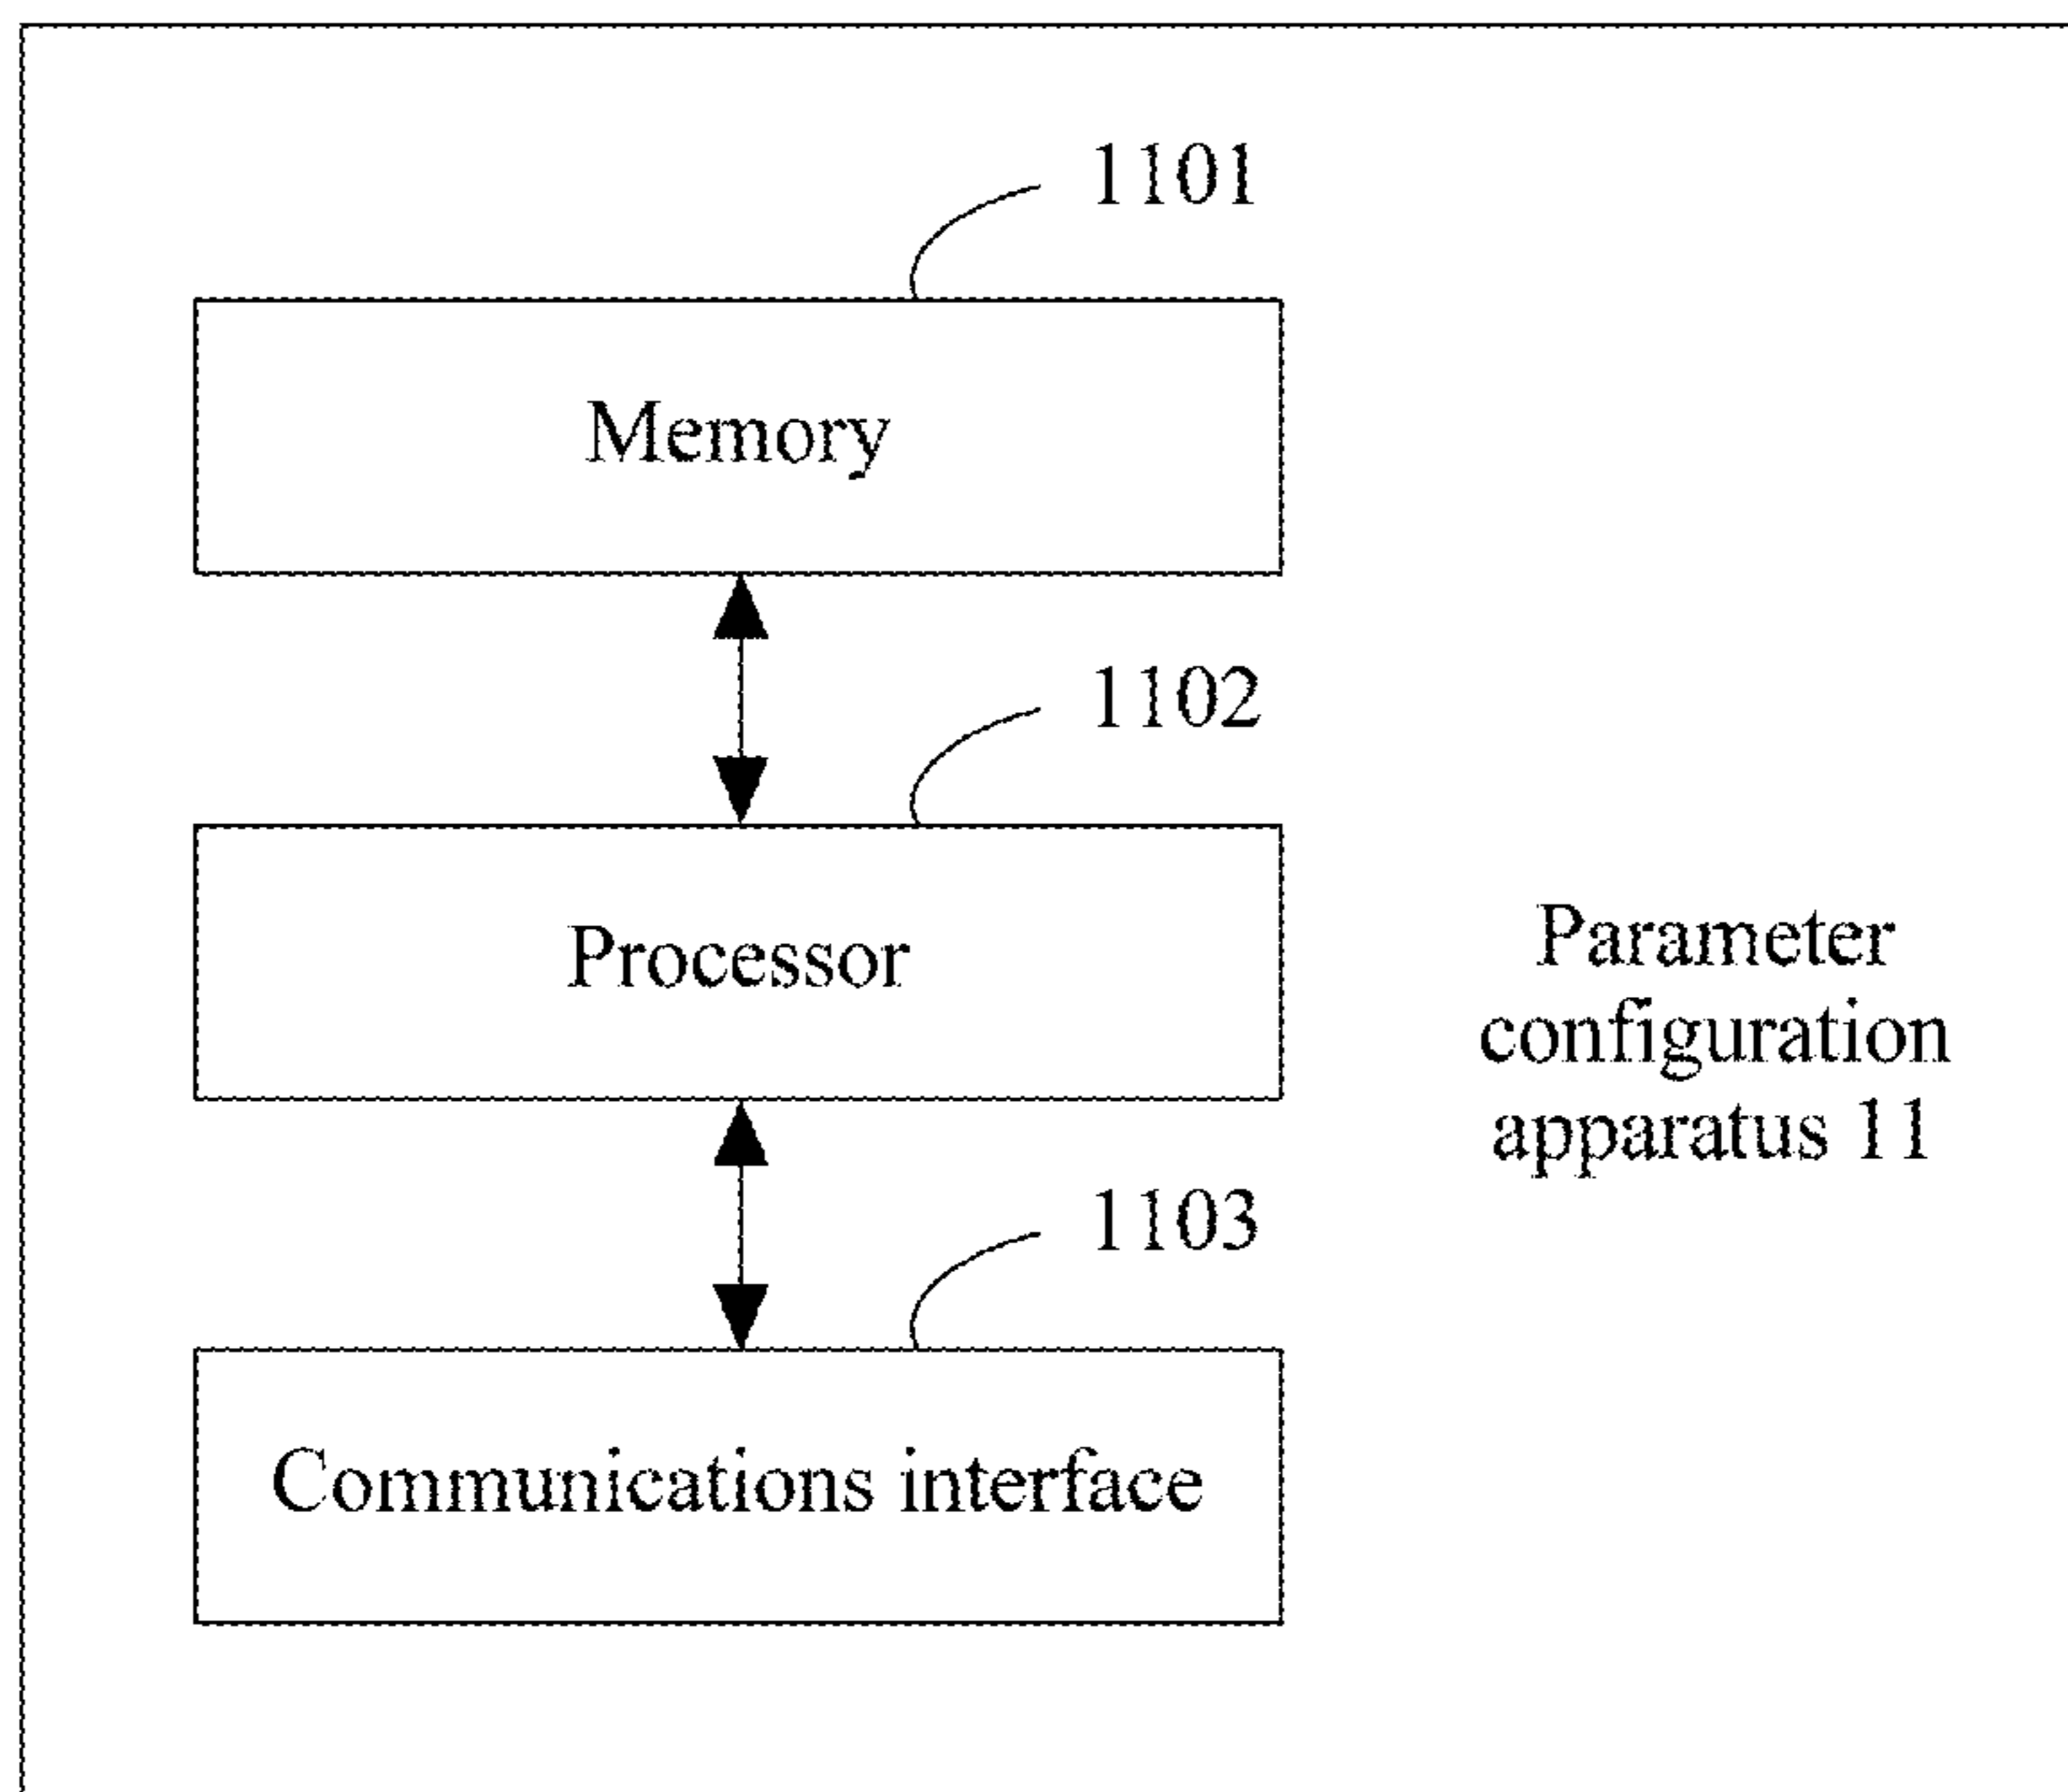 1101
Memory
1102
Processor
Parameter
configuration
apparatus 11
1103
Communications interface